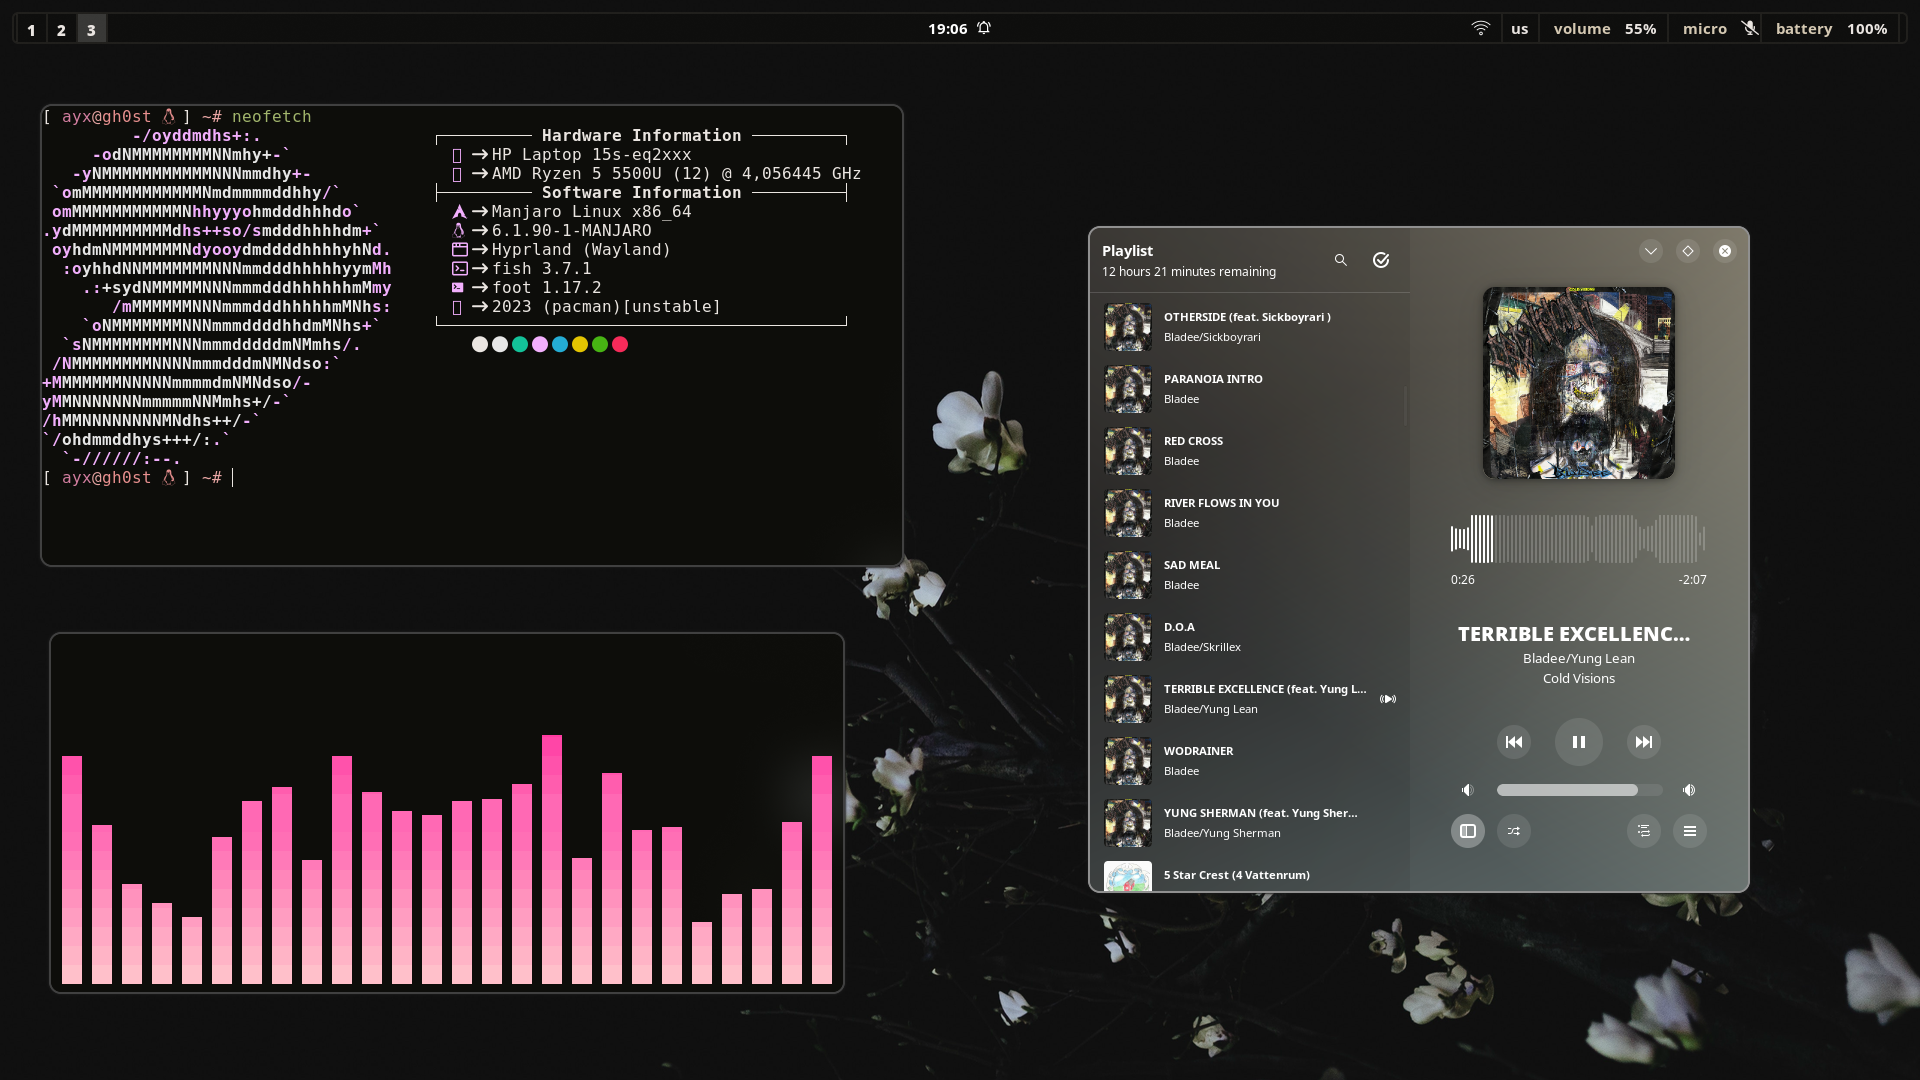 1 2 3
19:06
us volume 55% micro battery 100%
[ ayx@gh0st ] ~# neofetch
-/oyddmdhs+:.
-odNMMMMMMMMNNmhy+-`
-yNMMMMMMMMMMMNNNmmdhy+-
`omMMMMMMMMMMMMNmdmmmmddhhy/`
omMMMMMMMMMMMNhhyyyohmdddhhhdo`
.ydMMMMMMMMMMdhs++so/smdddhhhhdm+`
oyhdmNMMMMMMMNdyooydmddddhhhhyhNd.
:oyhhdNNMMMMMMMNNNmmdddhhhhhyymMh
.:+sydNMMMMMNNNmmmdddhhhhhhmMmy
/mMMMMMMNNNmmmdddhhhhhmMNhs:
`oNMMMMMMMNNNmmmddddhhdmMNhs+`
`sNMMMMMMMMNNNmmmdddddmNMmhs/.
/NMMMMMMMMNNNNmmmdddmNMNdso:`
+MMMMMMMNNNNNmmmmdmNMNdso/-
yMMNNNNNNNmmmmmNNMmhs+/-`
/hMMNNNNNNNNMNdhs++/-`
`/ohdmmddhys+++/:.`
`-//////:--.
Hardware Information
HP Laptop 15s-eq2xxx
AMD Ryzen 5 5500U (12) @ 4,056445 GHz
Software Information
Manjaro Linux x86_64
6.1.90-1-MANJARO
Hyprland (Wayland)
fish 3.7.1
foot 1.17.2
2023 (pacman)[unstable]
[ ayx@gh0st ] ~#
Playlist
12 hours 21 minutes remaining
OTHERSIDE (feat. Sickboyrari )
Bladee/Sickboyrari
PARANOIA INTRO
Bladee
RED CROSS
Bladee
RIVER FLOWS IN YOU
Bladee
SAD MEAL
Bladee
D.O.A
Bladee/Skrillex
TERRIBLE EXCELLENCE (feat. Yung L...
Bladee/Yung Lean
WODRAINER
Bladee
YUNG SHERMAN (feat. Yung Sher...
Bladee/Yung Sherman
5 Star Crest (4 Vattenrum)
0:26 -2:07
TERRIBLE EXCELLENC...
Bladee/Yung Lean
Cold Visions